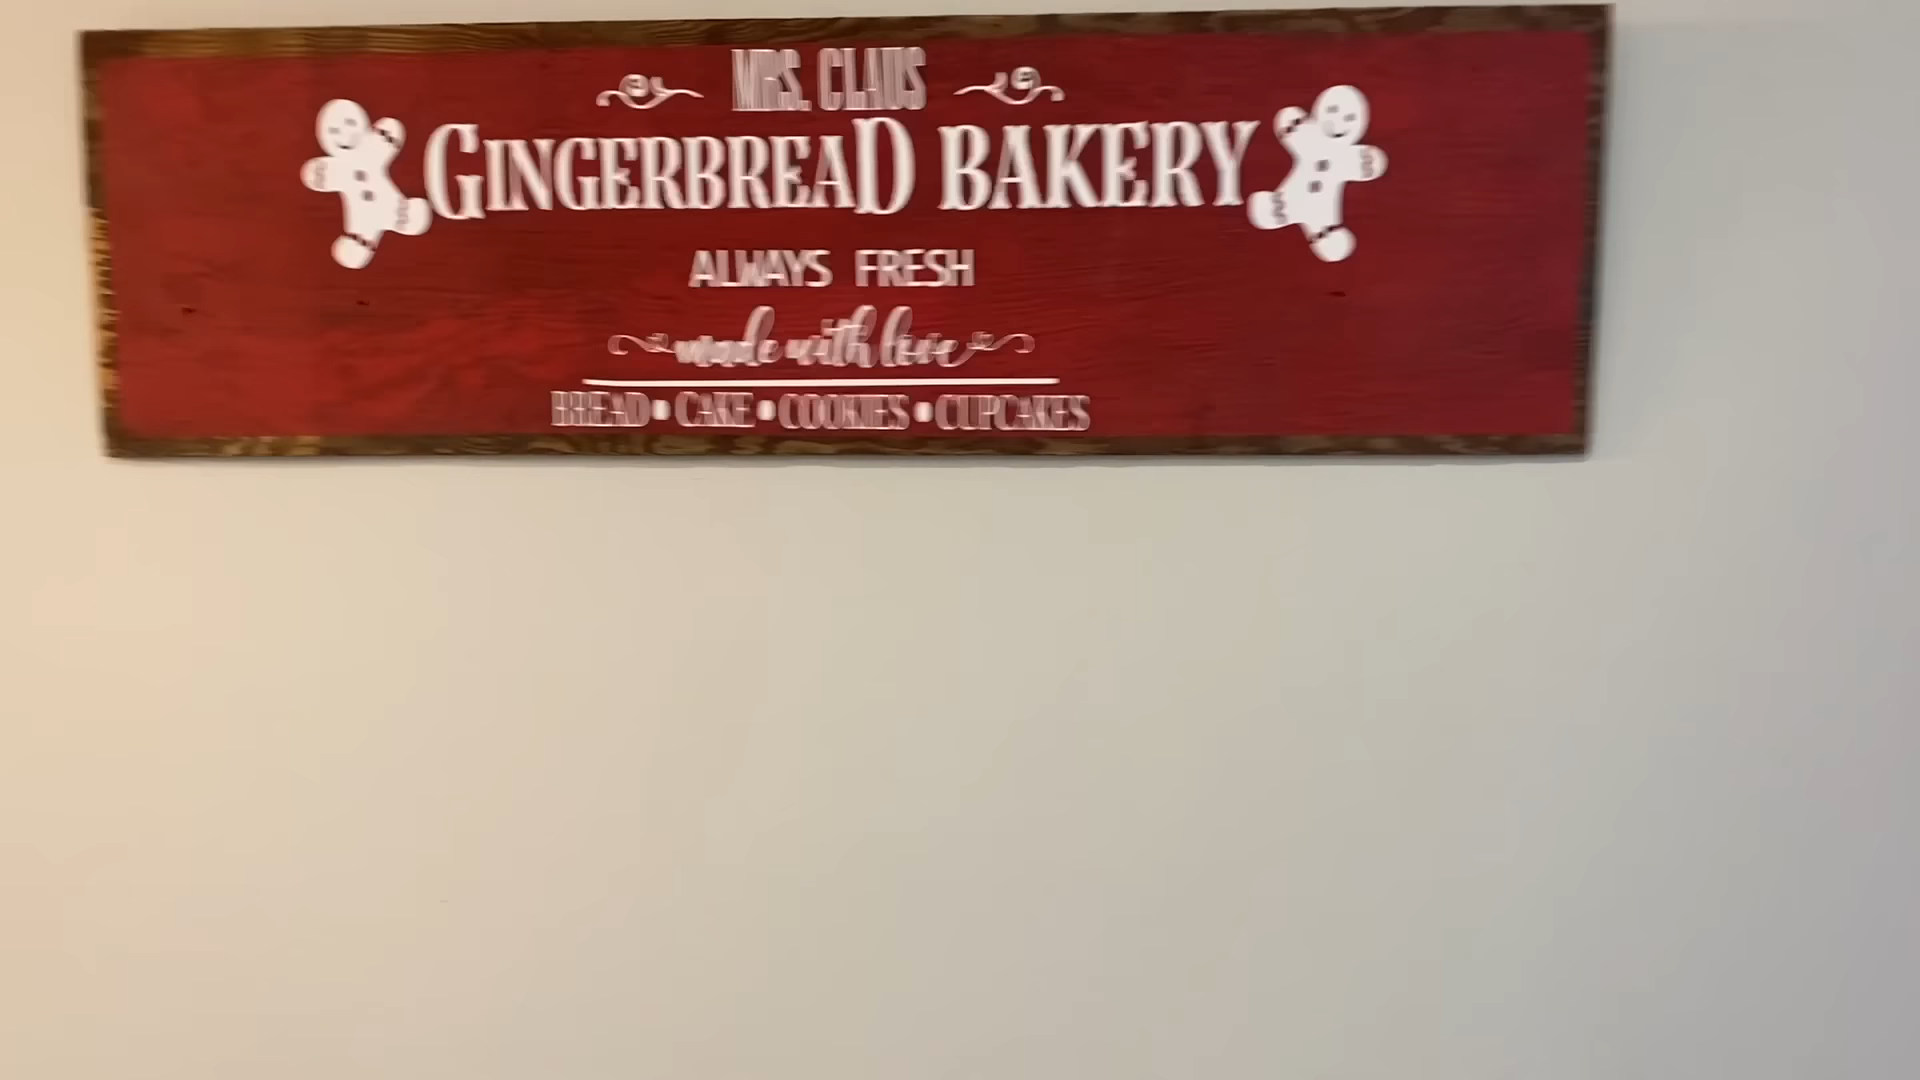 MRS. CLAUS
GINGERBREAD BAKERY
ALWAYS FRESH
made with love
BREAD • CAKE • COOKIES • CUPCAKES